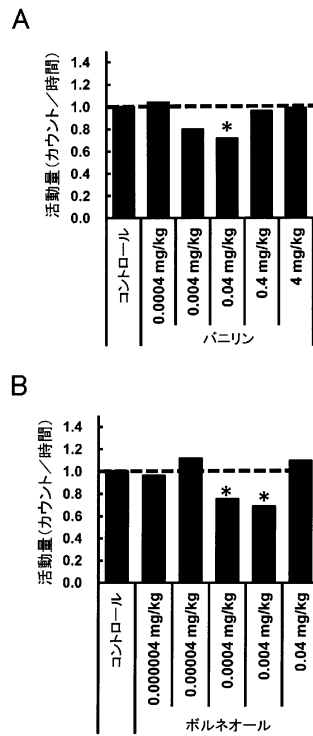 A
活動量(カウント/時間)
1.4
1.2
1.0
0.8
0.6
0.4
0.2
0.0
*
コントロール
0.0004 mg/kg
0.004 mg/kg
0.04 mg/kg
0.4 mg/kg
4 mg/kg
バニリン
B
活動量(カウント/時間)
1.4
1.2
1.0
0.8
0.6
0.4
0.2
0.0
*
*
コントロール
0.000004 mg/kg
0.00004 mg/kg
0.0004 mg/kg
0.004 mg/kg
0.04 mg/kg
ボルネオール